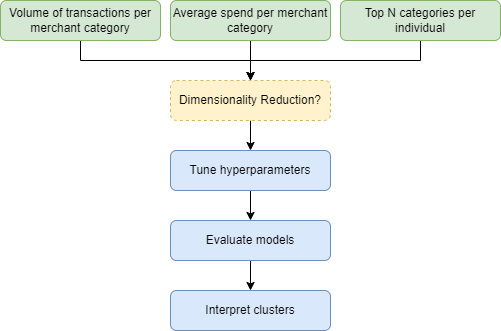 Volume of transactions per
merchant category
Average spend per merchant
category
Top N categories per
individual
Dimensionality Reduction?
Tune hyperparameters
Evaluate models
Interpret clusters